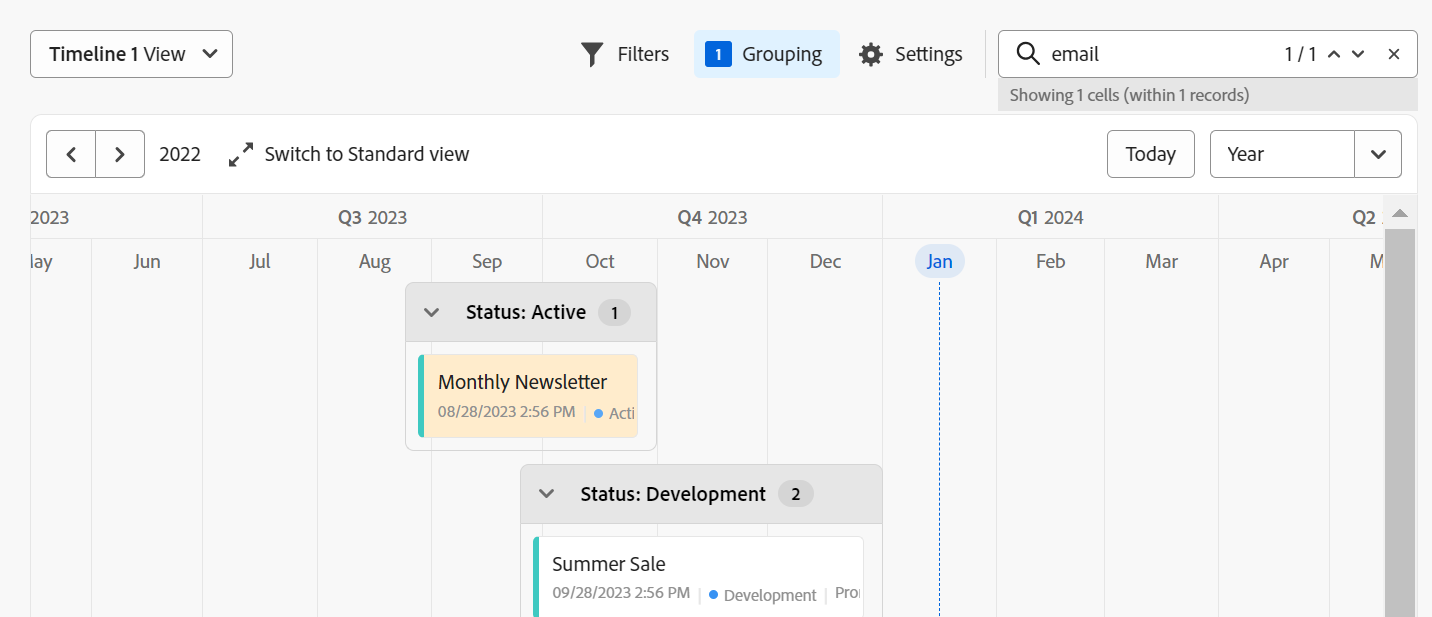 Timeline 1 View
Filters
1 Grouping
Settings
email 1 / 1
Showing 1 cells (within 1 records)
2022
Switch to Standard view
Today
Year
2023 Q3 2023 Q4 2023 Q1 2024 Q2
Jun Jul Aug Sep Oct Nov Dec Jan Feb Mar Apr
Status: Active 1
Monthly Newsletter
08/28/2023 2:56 PM Acti
Status: Development 2
Summer Sale
09/28/2023 2:56 PM Development Pro